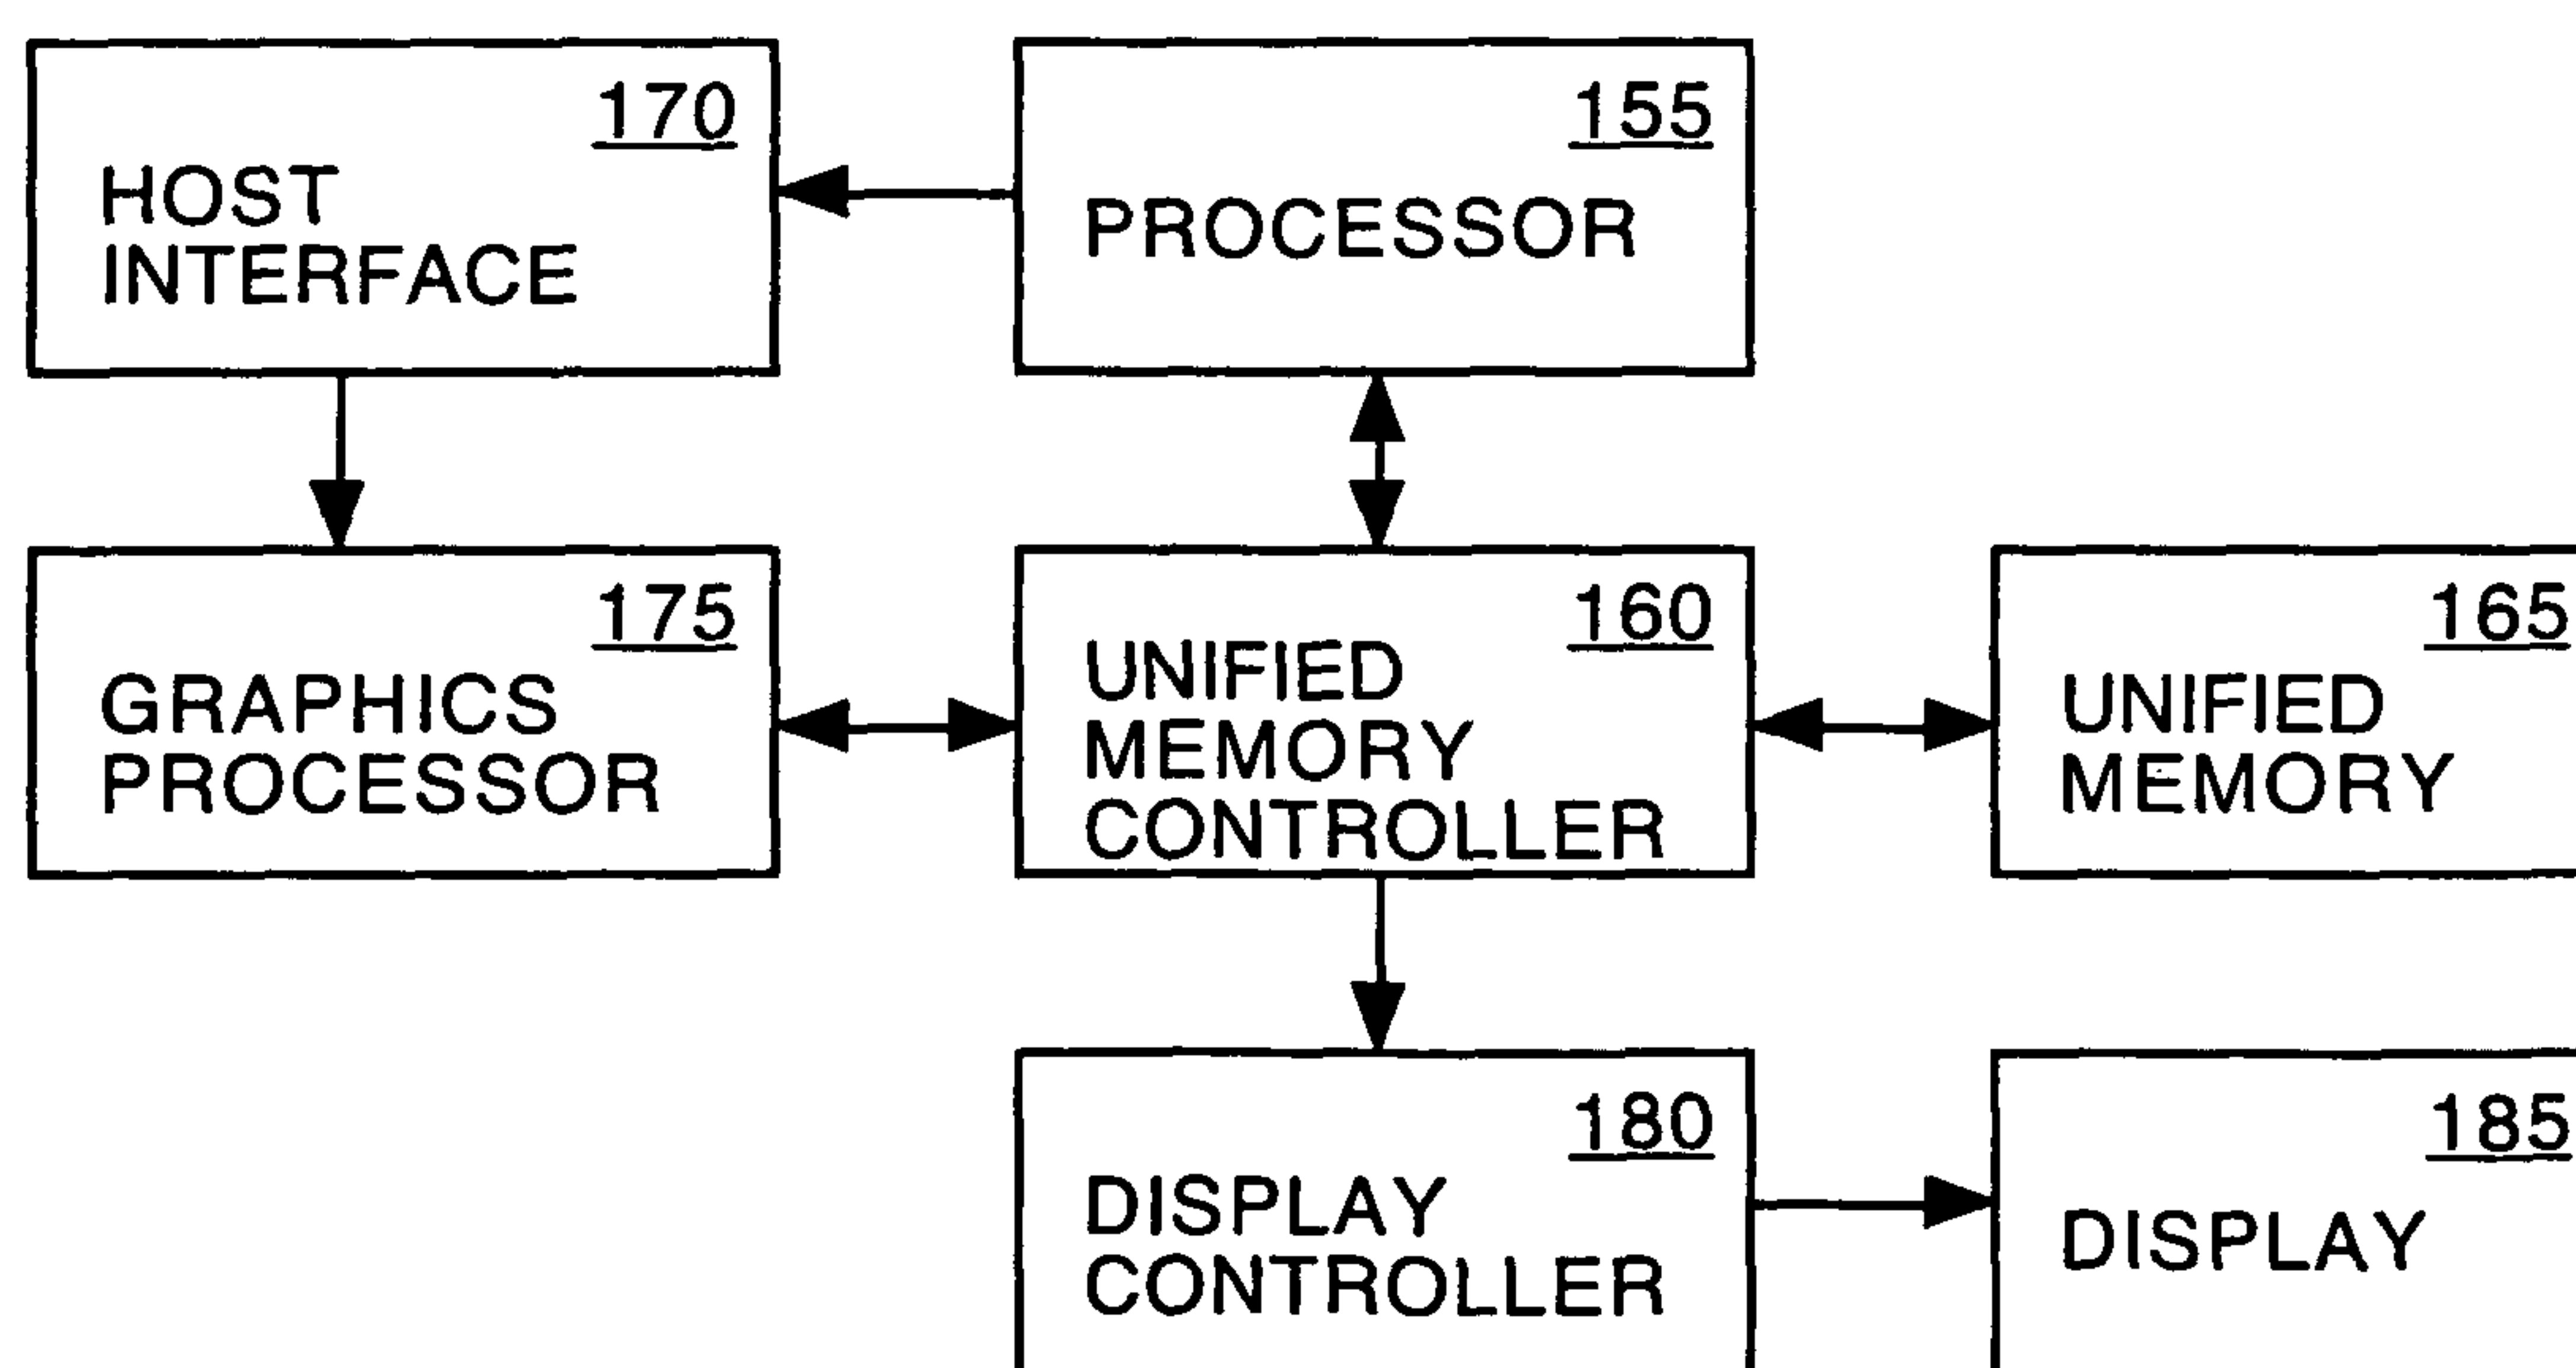 170
HOST
INTERFACE
155
PROCESSOR
175
GRAPHICS
PROCESSOR
160
UNIFIED
MEMORY
CONTROLLER
165
UNIFIED
MEMORY
180
DISPLAY
CONTROLLER
185
DISPLAY